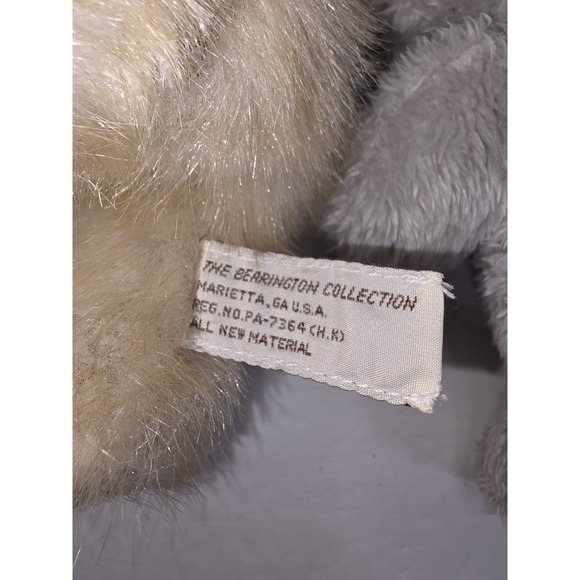 THE BEARINGTON COLLECTION
MARIETTA, GA U.S.A.
REG.NO.PA-7364(H.K)
ALL NEW MATERIAL